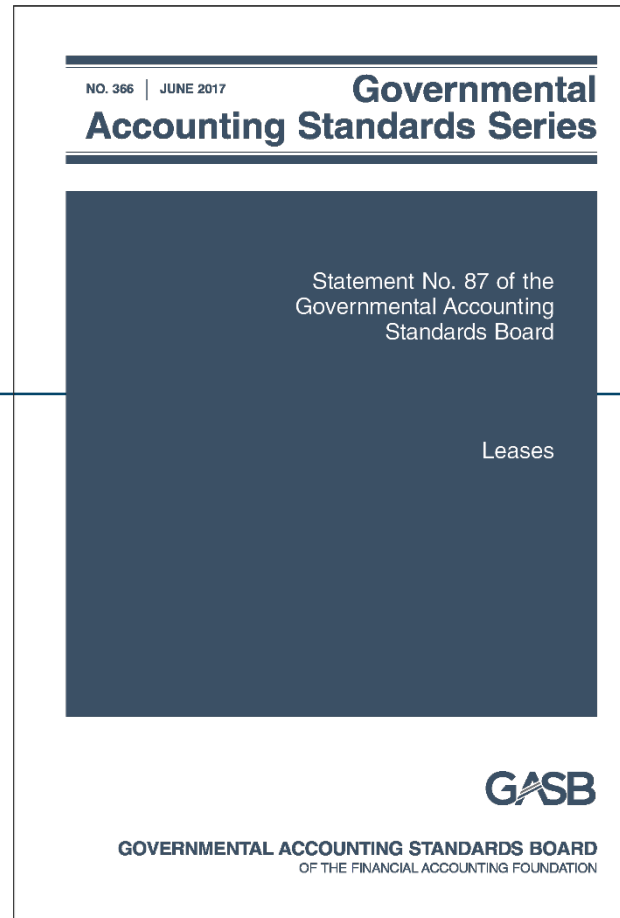 NO. 366 | JUNE 2017
Governmental
Accounting Standards Series
Statement No. 87 of the
Governmental Accounting
Standards Board
Leases
GASB
GOVERNMENTAL ACCOUNTING STANDARDS BOARD
OF THE FINANCIAL ACCOUNTING FOUNDATION